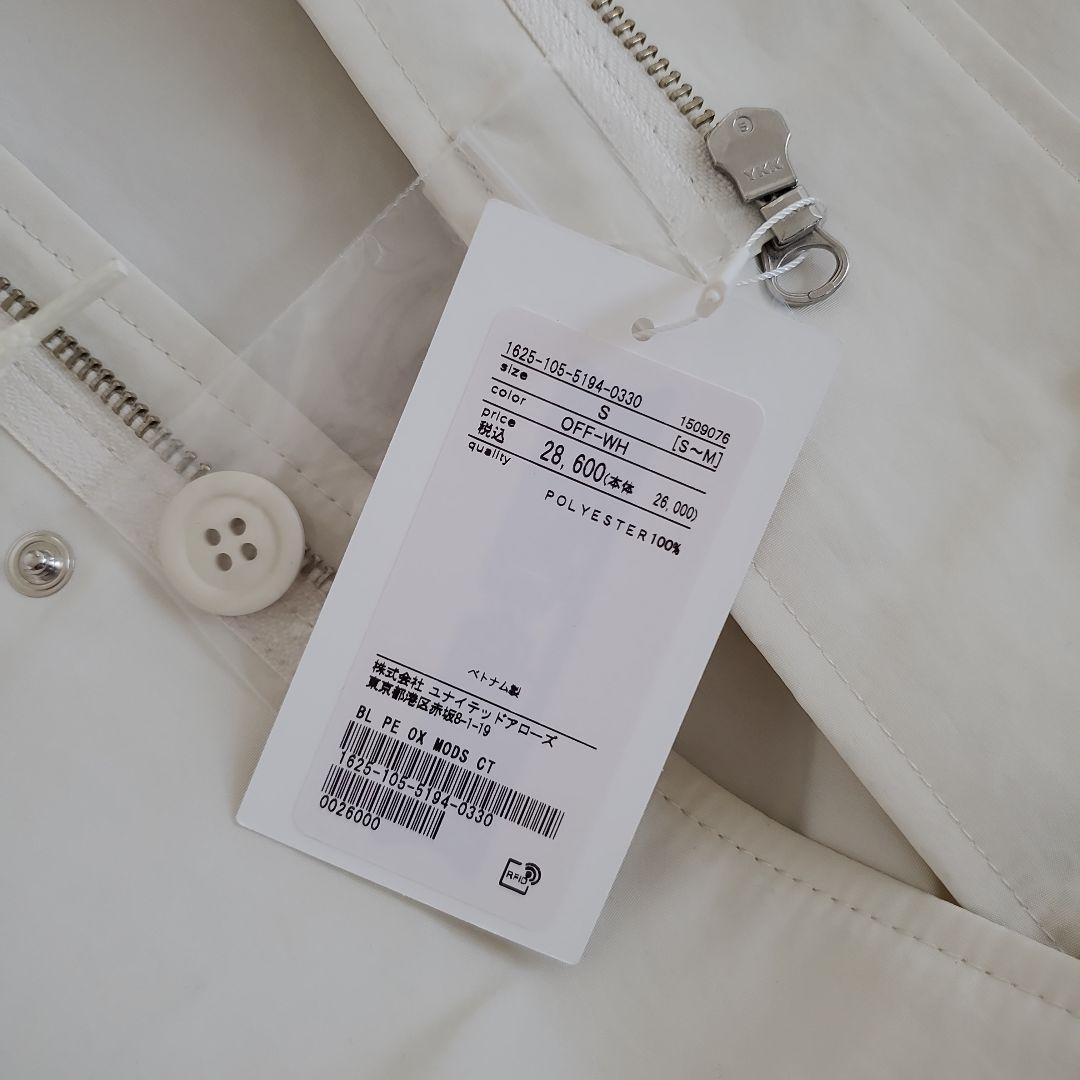 YKK
S
1625-105-5194-0330
size S 1509076
color OFF-WH [S～M]
price
税込 28,600(本体 26,000)
quality
POLYESTER100%
ベトナム製
株式会社 ユナイテッドアローズ
東京都港区赤坂8-1-19
BL PE OX MODS CT
1625-105-5194-0330
0026000
RFID